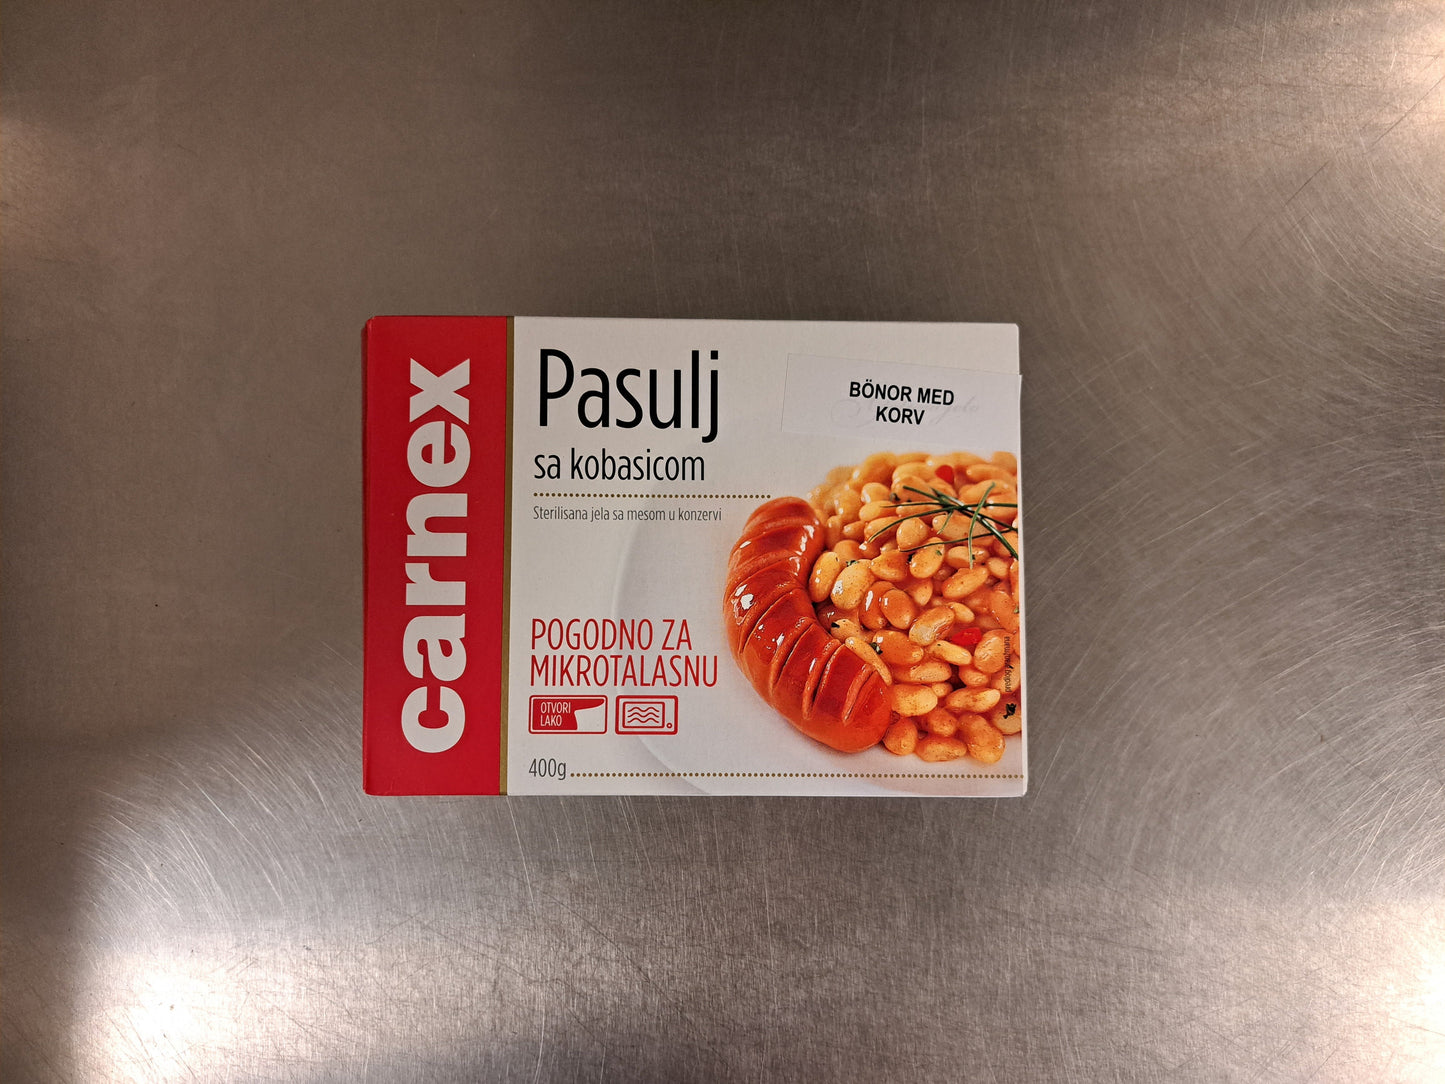 carnex
Pasulj
sa kobasicom
Sterilisana jela sa mesom u konzervi
BÖNOR MED
KORV
POGODNO ZA
MIKROTALASNU
OTVORI
LAKO
400g